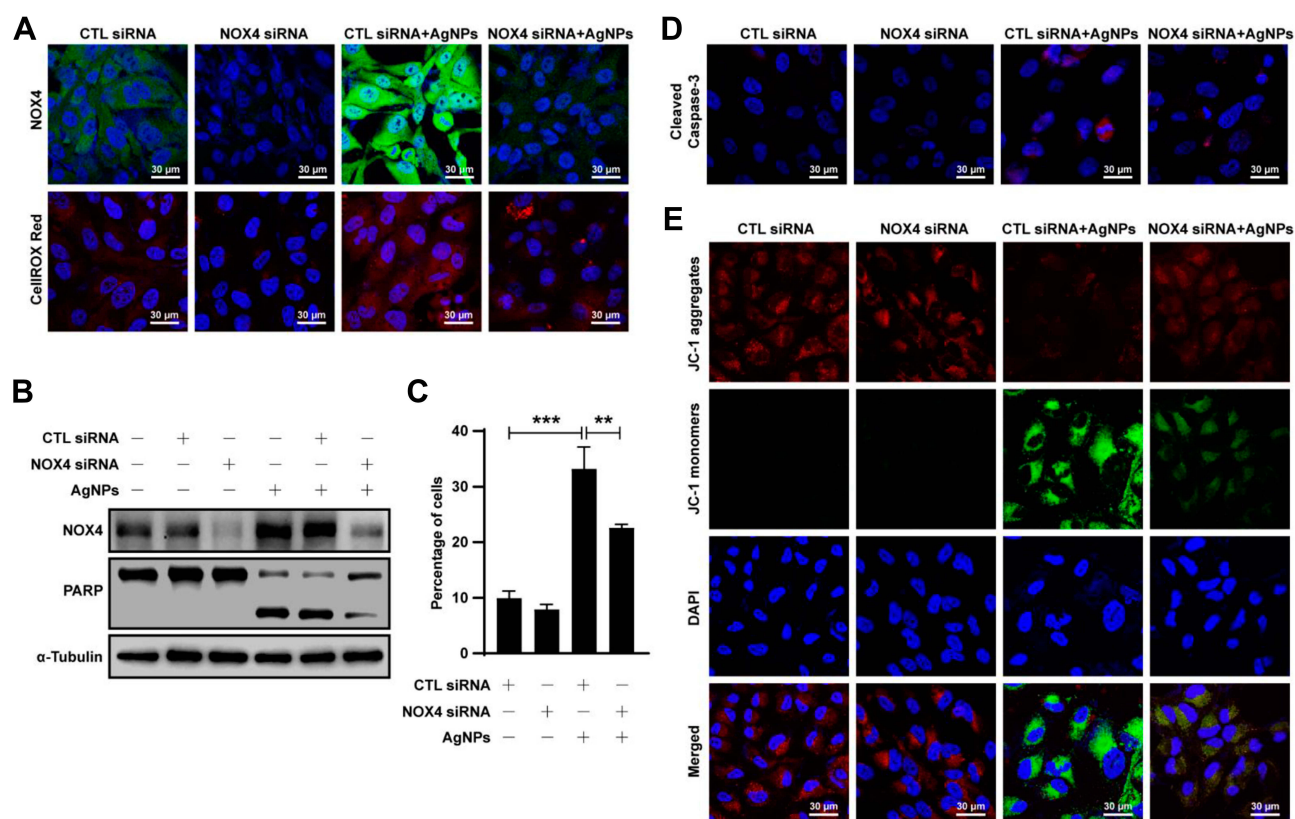 A
CTL siRNA NOX4 siRNA CTL siRNA+AgNPs NOX4 siRNA+AgNPs
NOX4
30 µm 30 µm 30 µm 30 µm
CellROX Red
30 µm 30 µm 30 µm 30 µm
B
CTL siRNA — + — — + —
NOX4 siRNA — — + — — +
AgNPs — — — + + +
NOX4
PARP
α-Tubulin
C
*** **
Percentage of cells
40
30
20
10
0
CTL siRNA + — + —
NOX4 siRNA — + — +
AgNPs — — + +
D
CTL siRNA NOX4 siRNA CTL siRNA+AgNPs NOX4 siRNA+AgNPs
Cleaved
Caspase-3
30 µm 30 µm 30 µm 30 µm
E
CTL siRNA NOX4 siRNA CTL siRNA+AgNPs NOX4 siRNA+AgNPs
JC-1 aggregates
JC-1 monomers
DAPI
Merged
30 µm 30 µm 30 µm 30 µm